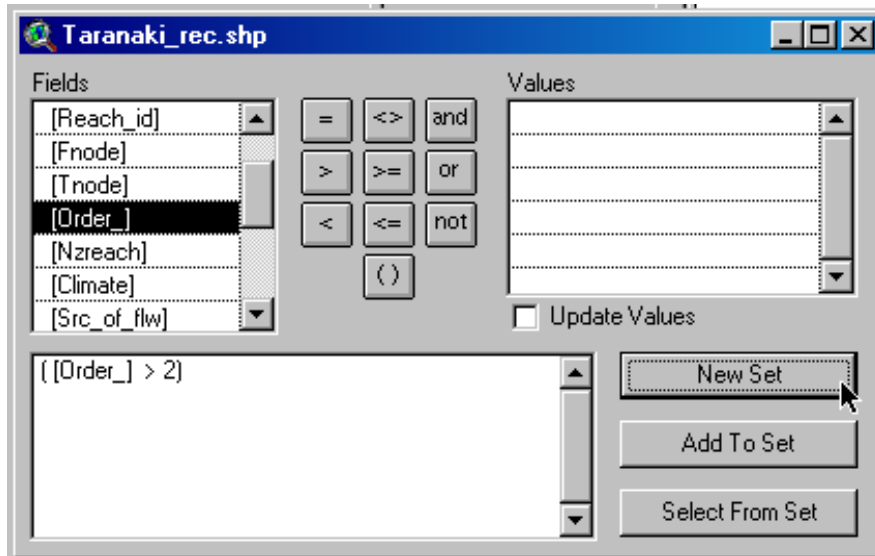 Taranaki_rec.shp
Fields
Values
[Reach_id]
[Fnode]
[Tnode]
[Order_]
[Nzreach]
[Climate]
[Src_of_flw]
= <> and
> >= or
< <= not
( )
Update Values
( [Order_] > 2)
New Set
Add To Set
Select From Set